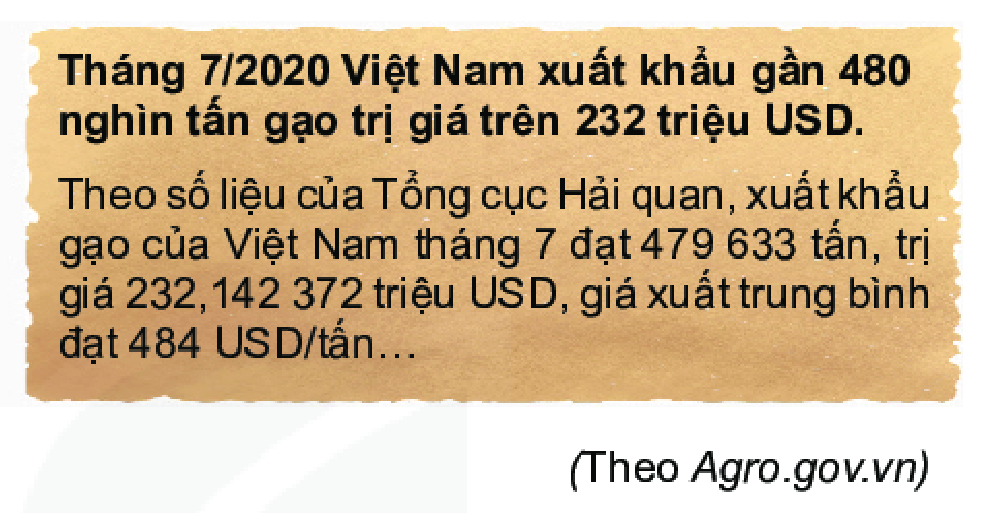 Tháng 7/2020 Việt Nam xuất khẩu gần 480
nghìn tấn gạo trị giá trên 232 triệu USD.
Theo số liệu của Tổng cục Hải quan, xuất khẩu
gạo của Việt Nam tháng 7 đạt 479 633 tấn, trị
giá 232,142 372 triệu USD, giá xuất trung bình
đạt 484 USD/tấn...
(Theo Agro.gov.vn)